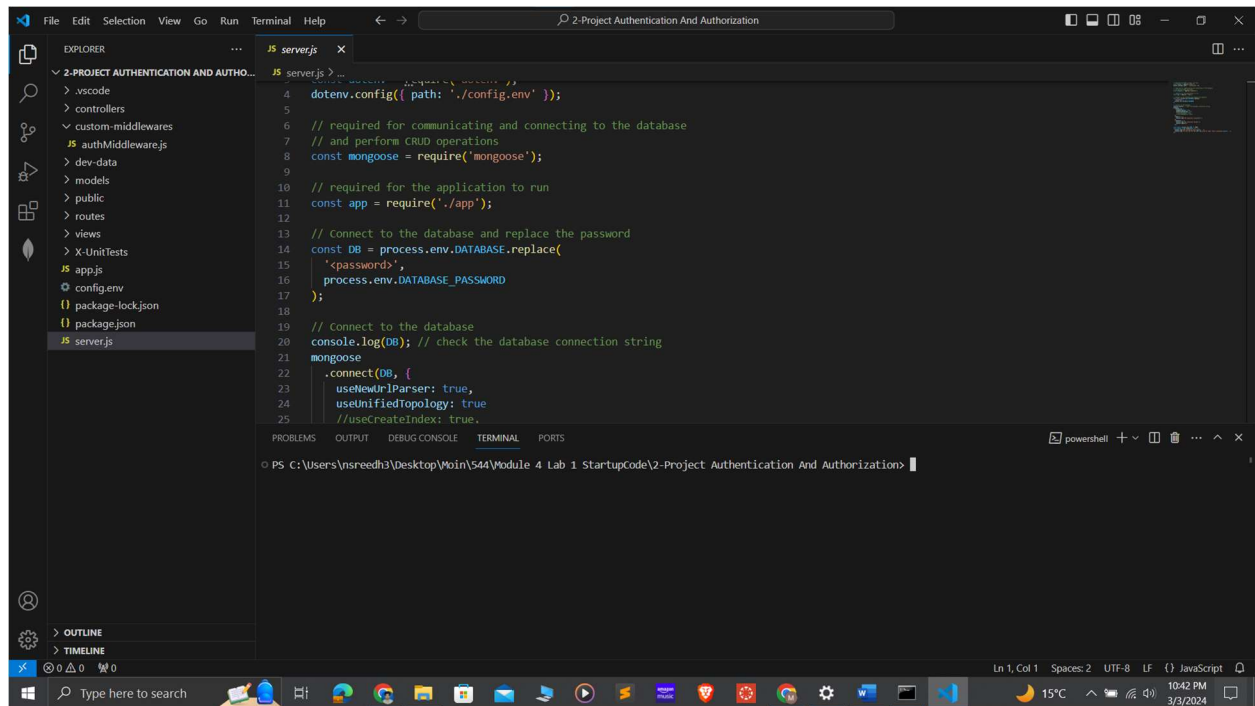 File Edit Selection View Go Run Terminal Help
2-Project Authentication And Authorization
EXPLORER
2-PROJECT AUTHENTICATION AND AUTHO...
.vscode
controllers
custom-middlewares
JS authMiddleware.js
dev-data
models
public
routes
views
X-UnitTests
JS app.js
config.env
{} package-lock.json
{} package.json
JS server.js
OUTLINE
TIMELINE
JS server.js
JS server.js > ...
3 const dotenv = require('dotenv');
4 dotenv.config({ path: './config.env' });
5
6 // required for communicating and connecting to the database
7 // and perform CRUD operations
8 const mongoose = require('mongoose');
9
10 // required for the application to run
11 const app = require('./app');
12
13 // Connect to the database and replace the password
14 const DB = process.env.DATABASE.replace(
15 '<password>',
16 process.env.DATABASE_PASSWORD
17 );
18
19 // Connect to the database
20 console.log(DB); // check the database connection string
21 mongoose
22 .connect(DB, {
23 useNewUrlParser: true,
24 useUnifiedTopology: true
25 //useCreateIndex: true,
PROBLEMS OUTPUT DEBUG CONSOLE TERMINAL PORTS
powershell
PS C:\Users\nsreedh3\Desktop\Moin\544\Module 4 Lab 1 StartupCode\2-Project Authentication And Authorization>
0 0 0 Ln 1, Col 1 Spaces: 2 UTF-8 LF {} JavaScript
Type here to search
15°C
10:42 PM
3/3/2024